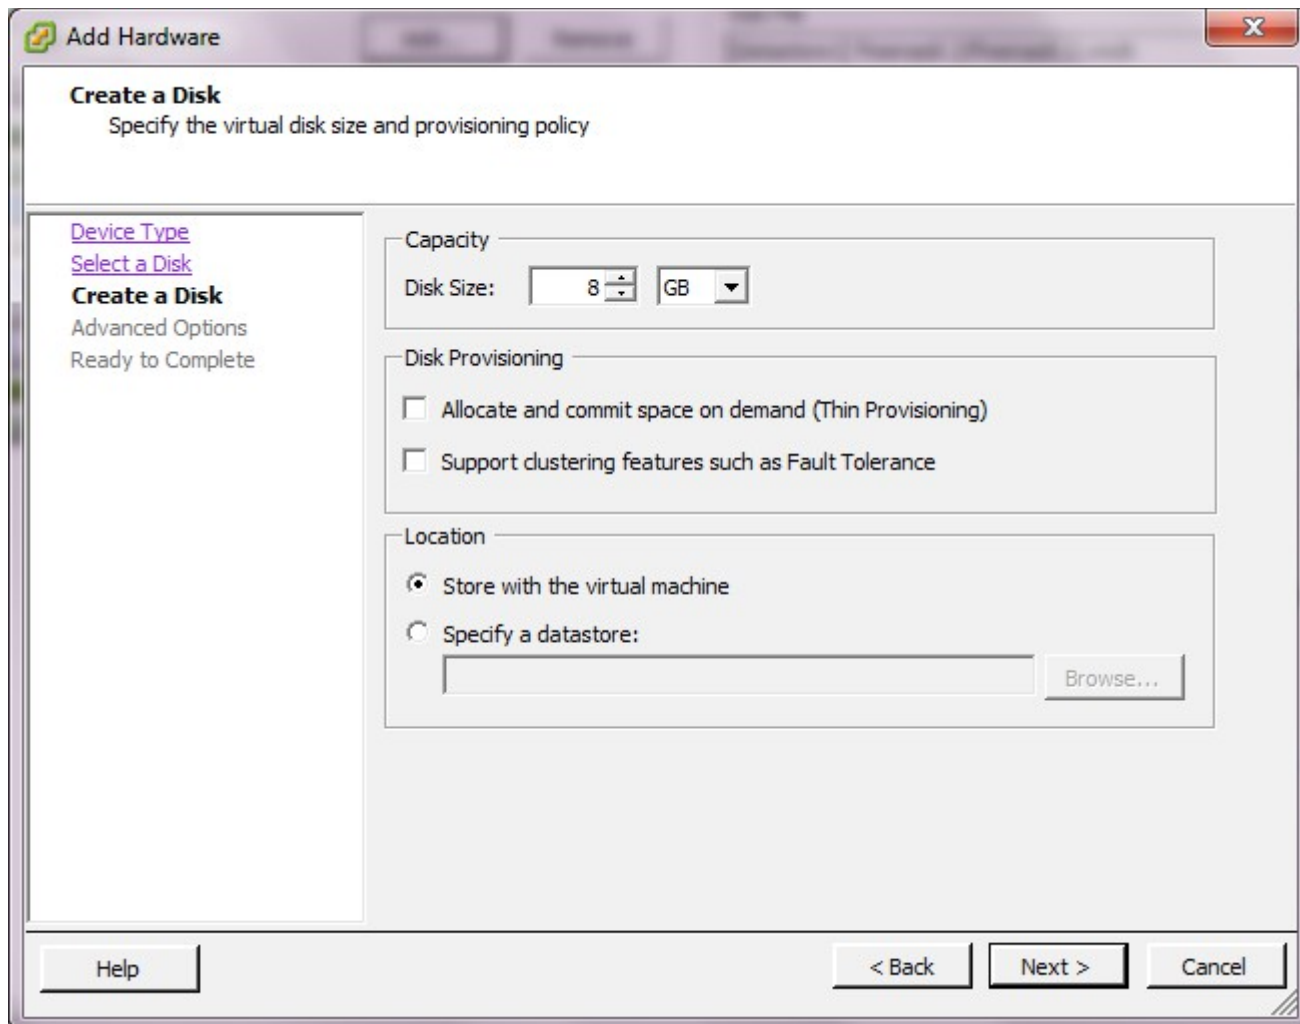 Add Hardware
Create a Disk
Specify the virtual disk size and provisioning policy
Device Type
Select a Disk
Create a Disk
Advanced Options
Ready to Complete
Capacity
Disk Size: 8 GB
Disk Provisioning
Allocate and commit space on demand (Thin Provisioning)
Support clustering features such as Fault Tolerance
Location
Store with the virtual machine
Specify a datastore:
Browse...
Help
< Back
Next >
Cancel